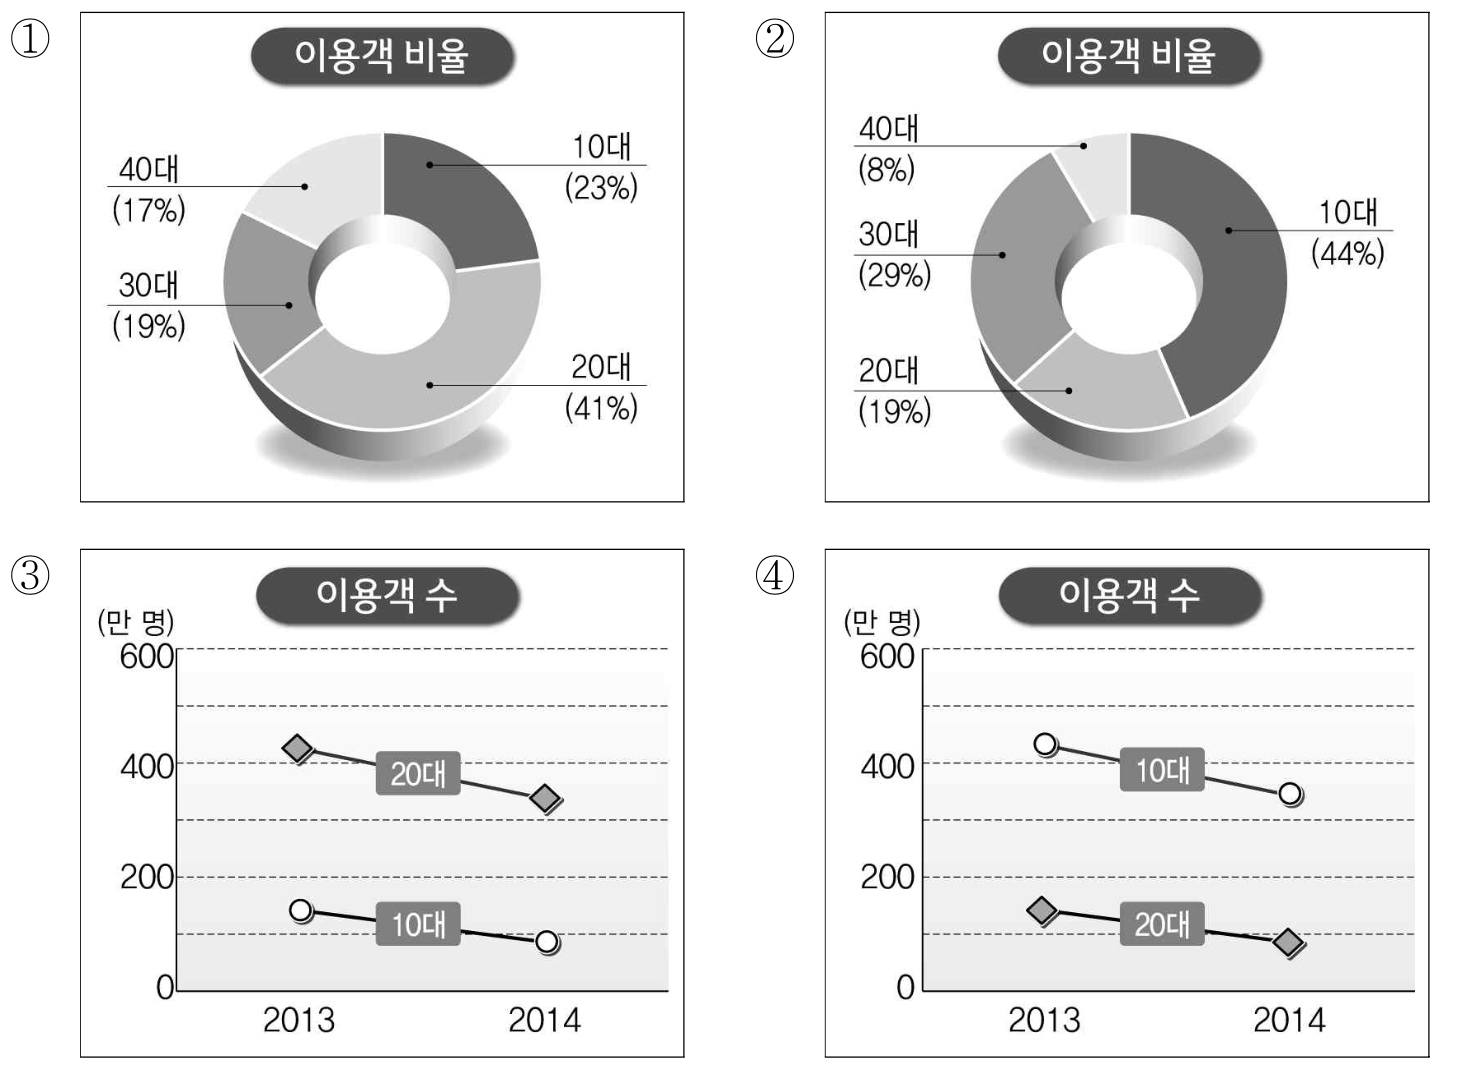 ①
이용객 비율
10대
(23%)
40대
(17%)
30대
(19%)
20대
(41%)
②
이용객 비율
40대
(8%)
10대
(44%)
30대
(29%)
20대
(19%)
③
이용객 수
(만 명)
600
400
200
0
20대
10대
2013 2014
④
이용객 수
(만 명)
600
400
200
0
10대
20대
2013 2014